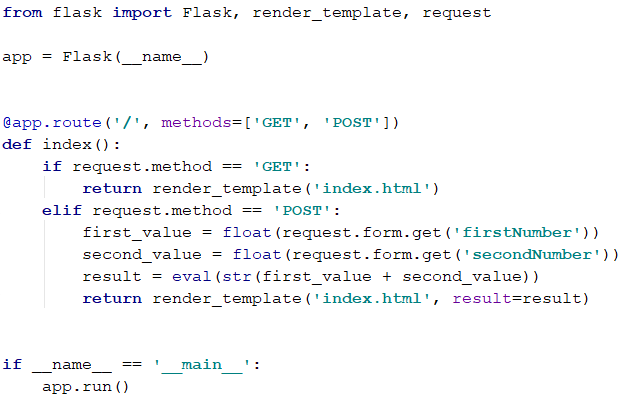 from flask import Flask, render_template, request
app = Flask(__name__)
@app.route('/', methods=['GET', 'POST'])
def index():
    if request.method == 'GET':
        return render_template('index.html')
    elif request.method == 'POST':
        first_value = float(request.form.get('firstNumber'))
        second_value = float(request.form.get('secondNumber'))
        result = eval(str(first_value + second_value))
        return render_template('index.html', result=result)
if __name__ == '__main__':
    app.run()